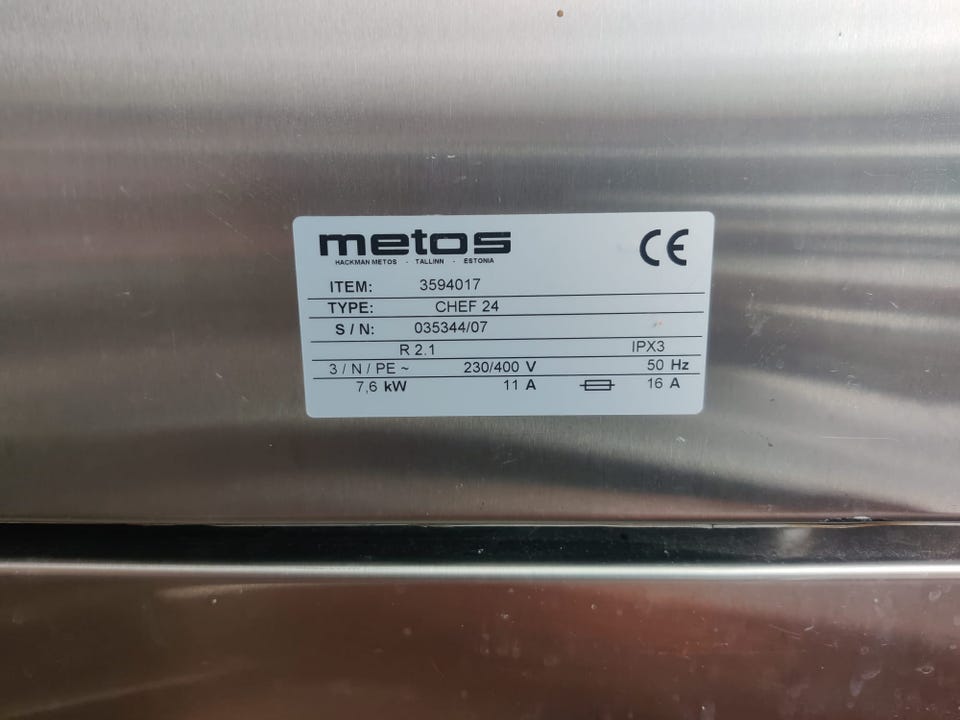 metos CE
HACKMAN METOS - TALLINN - ESTONIA
ITEM: 3594017
TYPE: CHEF 24
S / N: 035344/07
R 2.1 IPX3
3 / N / PE ~ 230/400 V 50 Hz
7,6 kW 11 A 16 A